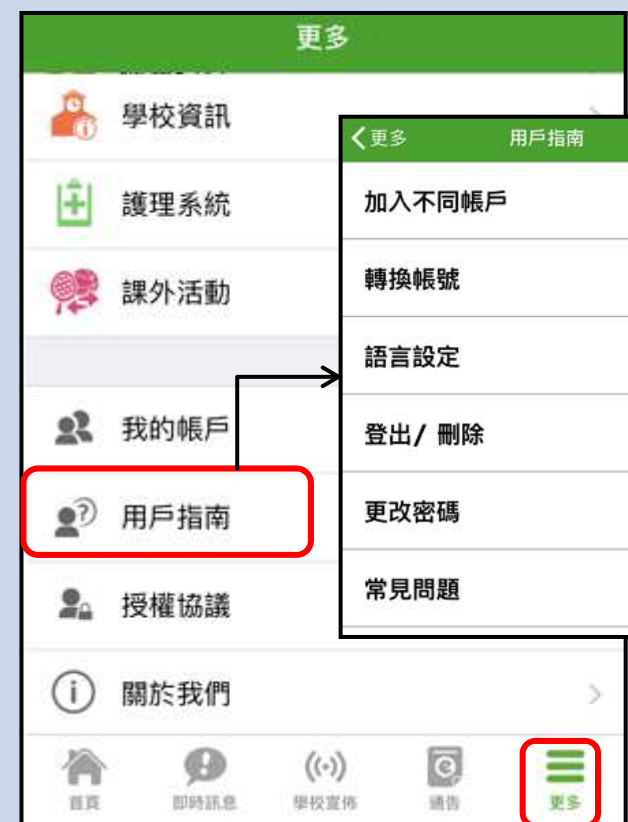 更多
學校資訊
護理系統
課外活動
我的帳戶
用戶指南
授權協議
關於我們
首頁
即時訊息
學校宣佈
通告
更多
更多
用戶指南
加入不同帳戶
轉換帳號
語言設定
登出/ 刪除
更改密碼
常見問題